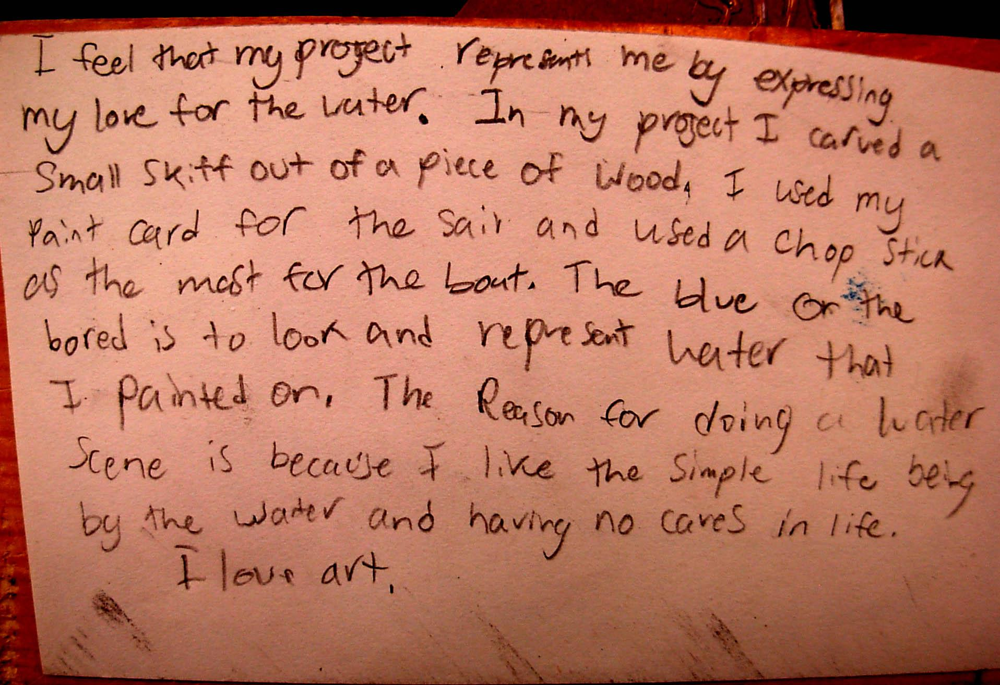 I feel that my project represents me by expressing
my love for the water. In my project I carved a
Small Skiff out of a piece of Wood, I used my
Paint card for the sail and used a chop stick
as the mast for the boat. The blue on the
bored is to look and represent water that
I painted on. The Reason for doing a water
Scene is because I like the Simple life being
by the water and having no cares in life.
I love art.